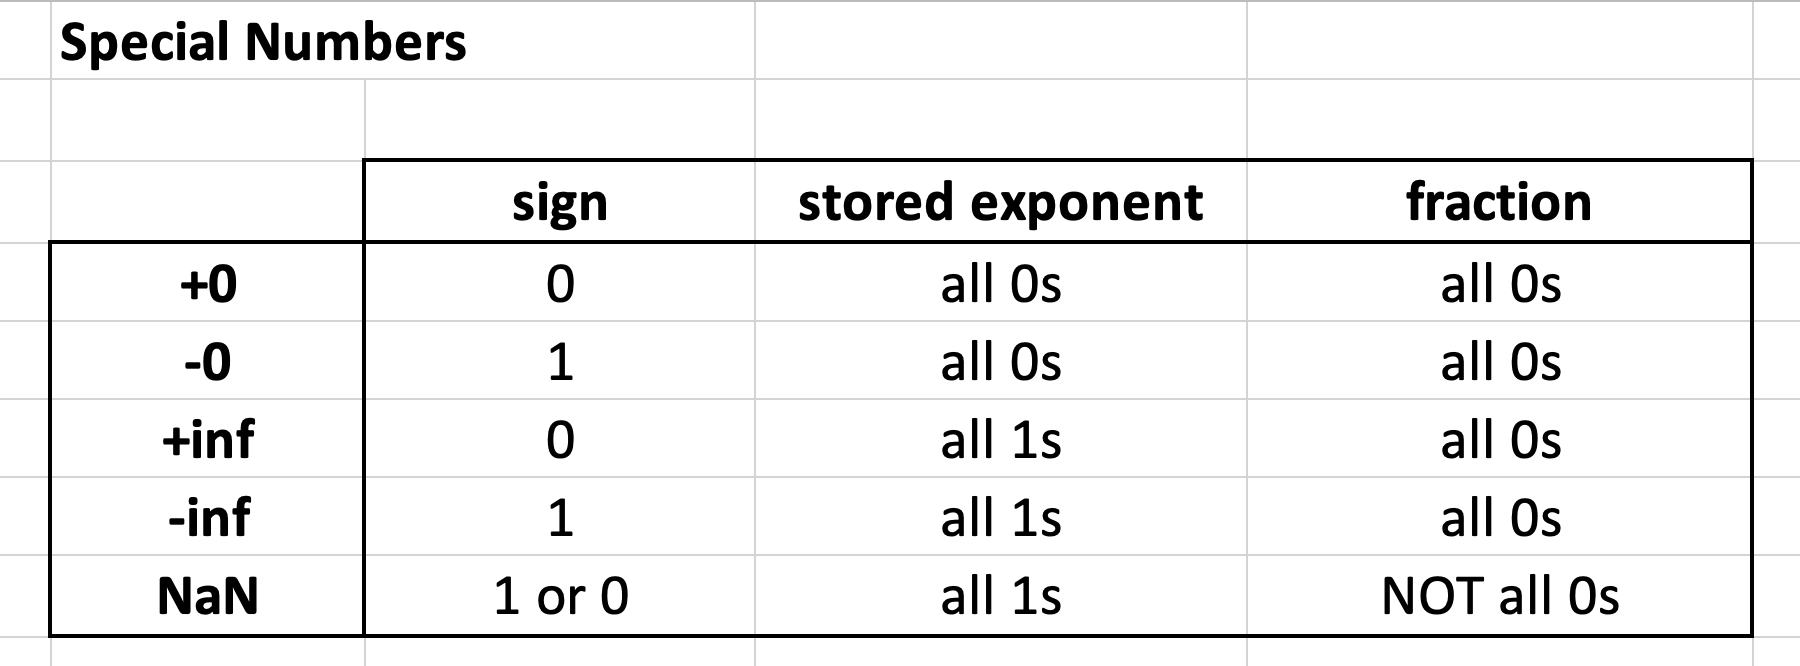 Special Numbers
sign stored exponent fraction
+0 0 all 0s all 0s
-0 1 all 0s all 0s
+inf 0 all 1s all 0s
-inf 1 all 1s all 0s
NaN 1 or 0 all 1s NOT all 0s